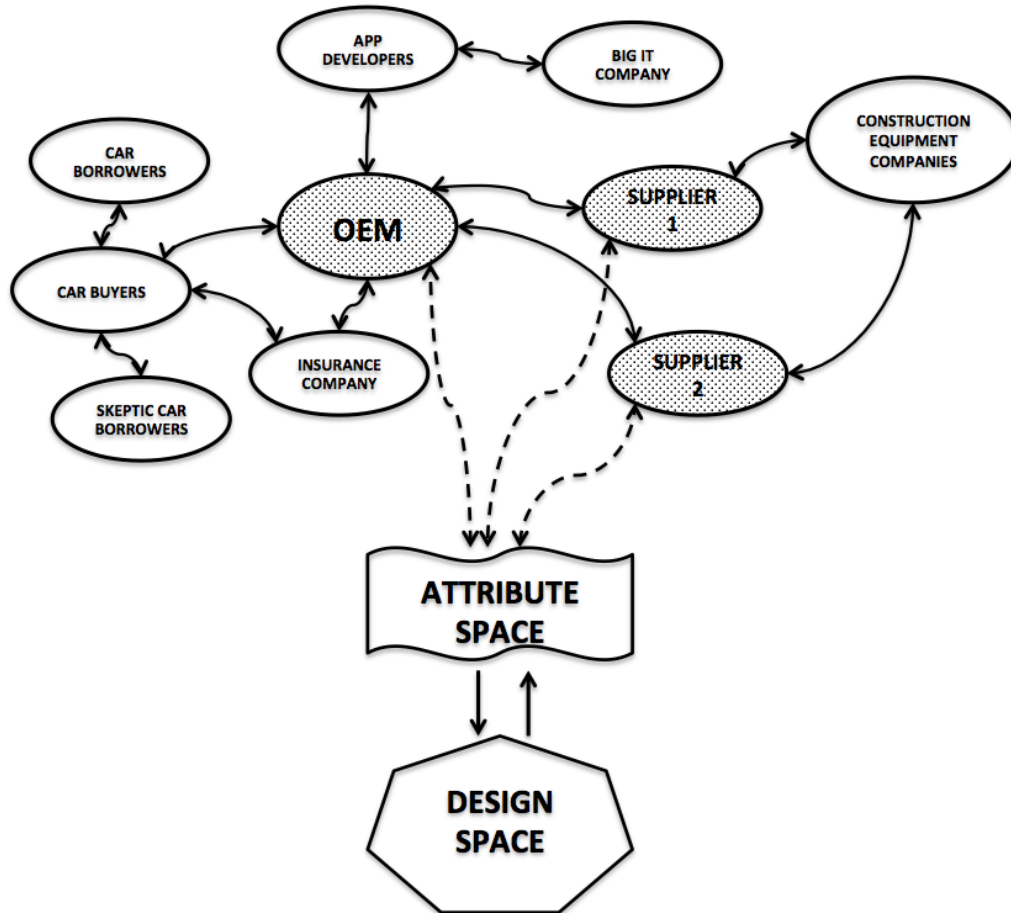 APP
DEVELOPERS
BIG IT
COMPANY
CONSTRUCTION
EQUIPMENT
COMPANIES
CAR
BORROWERS
SUPPLIER
1
OEM
CAR BUYERS
INSURANCE
COMPANY
SUPPLIER
2
SKEPTIC CAR
BORROWERS
ATTRIBUTE
SPACE
DESIGN
SPACE